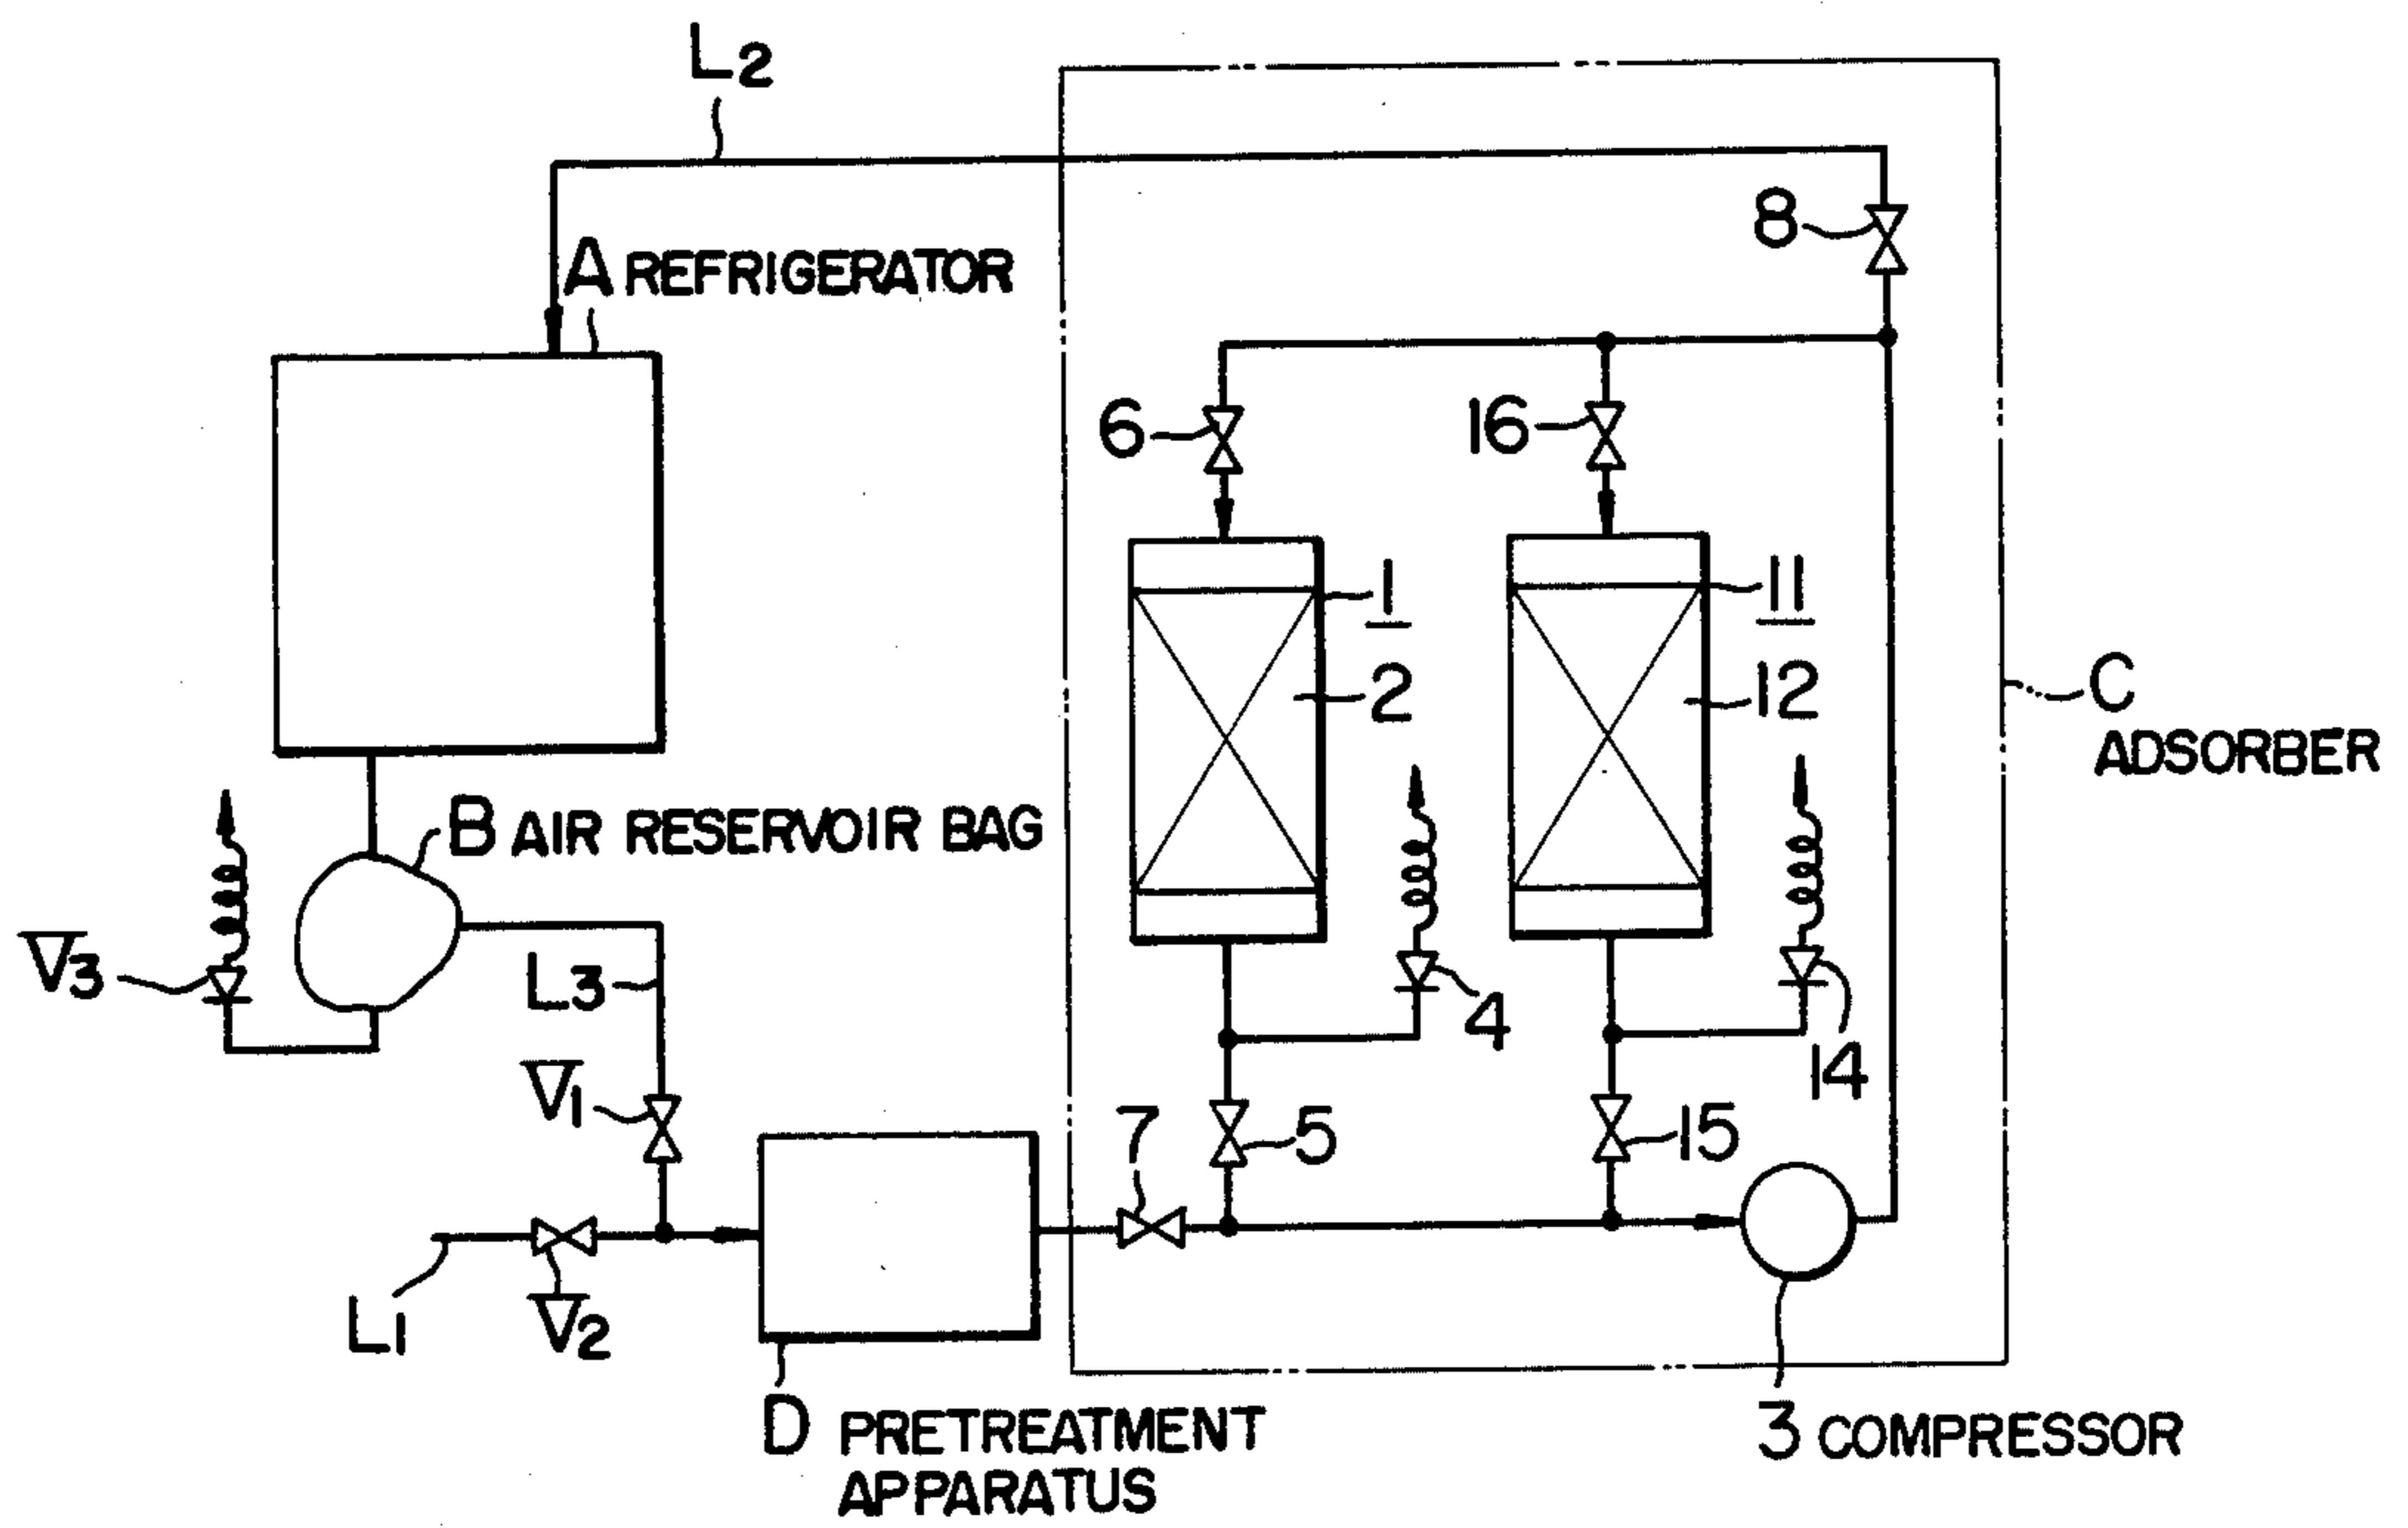 L2
8
A REFRIGERATOR
6
16
1
11
2
12
C
ADSORBER
B AIR RESERVOIR BAG
V3
L3
4
14
V1
7
5
15
L1
V2
D PRETREATMENT
APPARATUS
3 COMPRESSOR